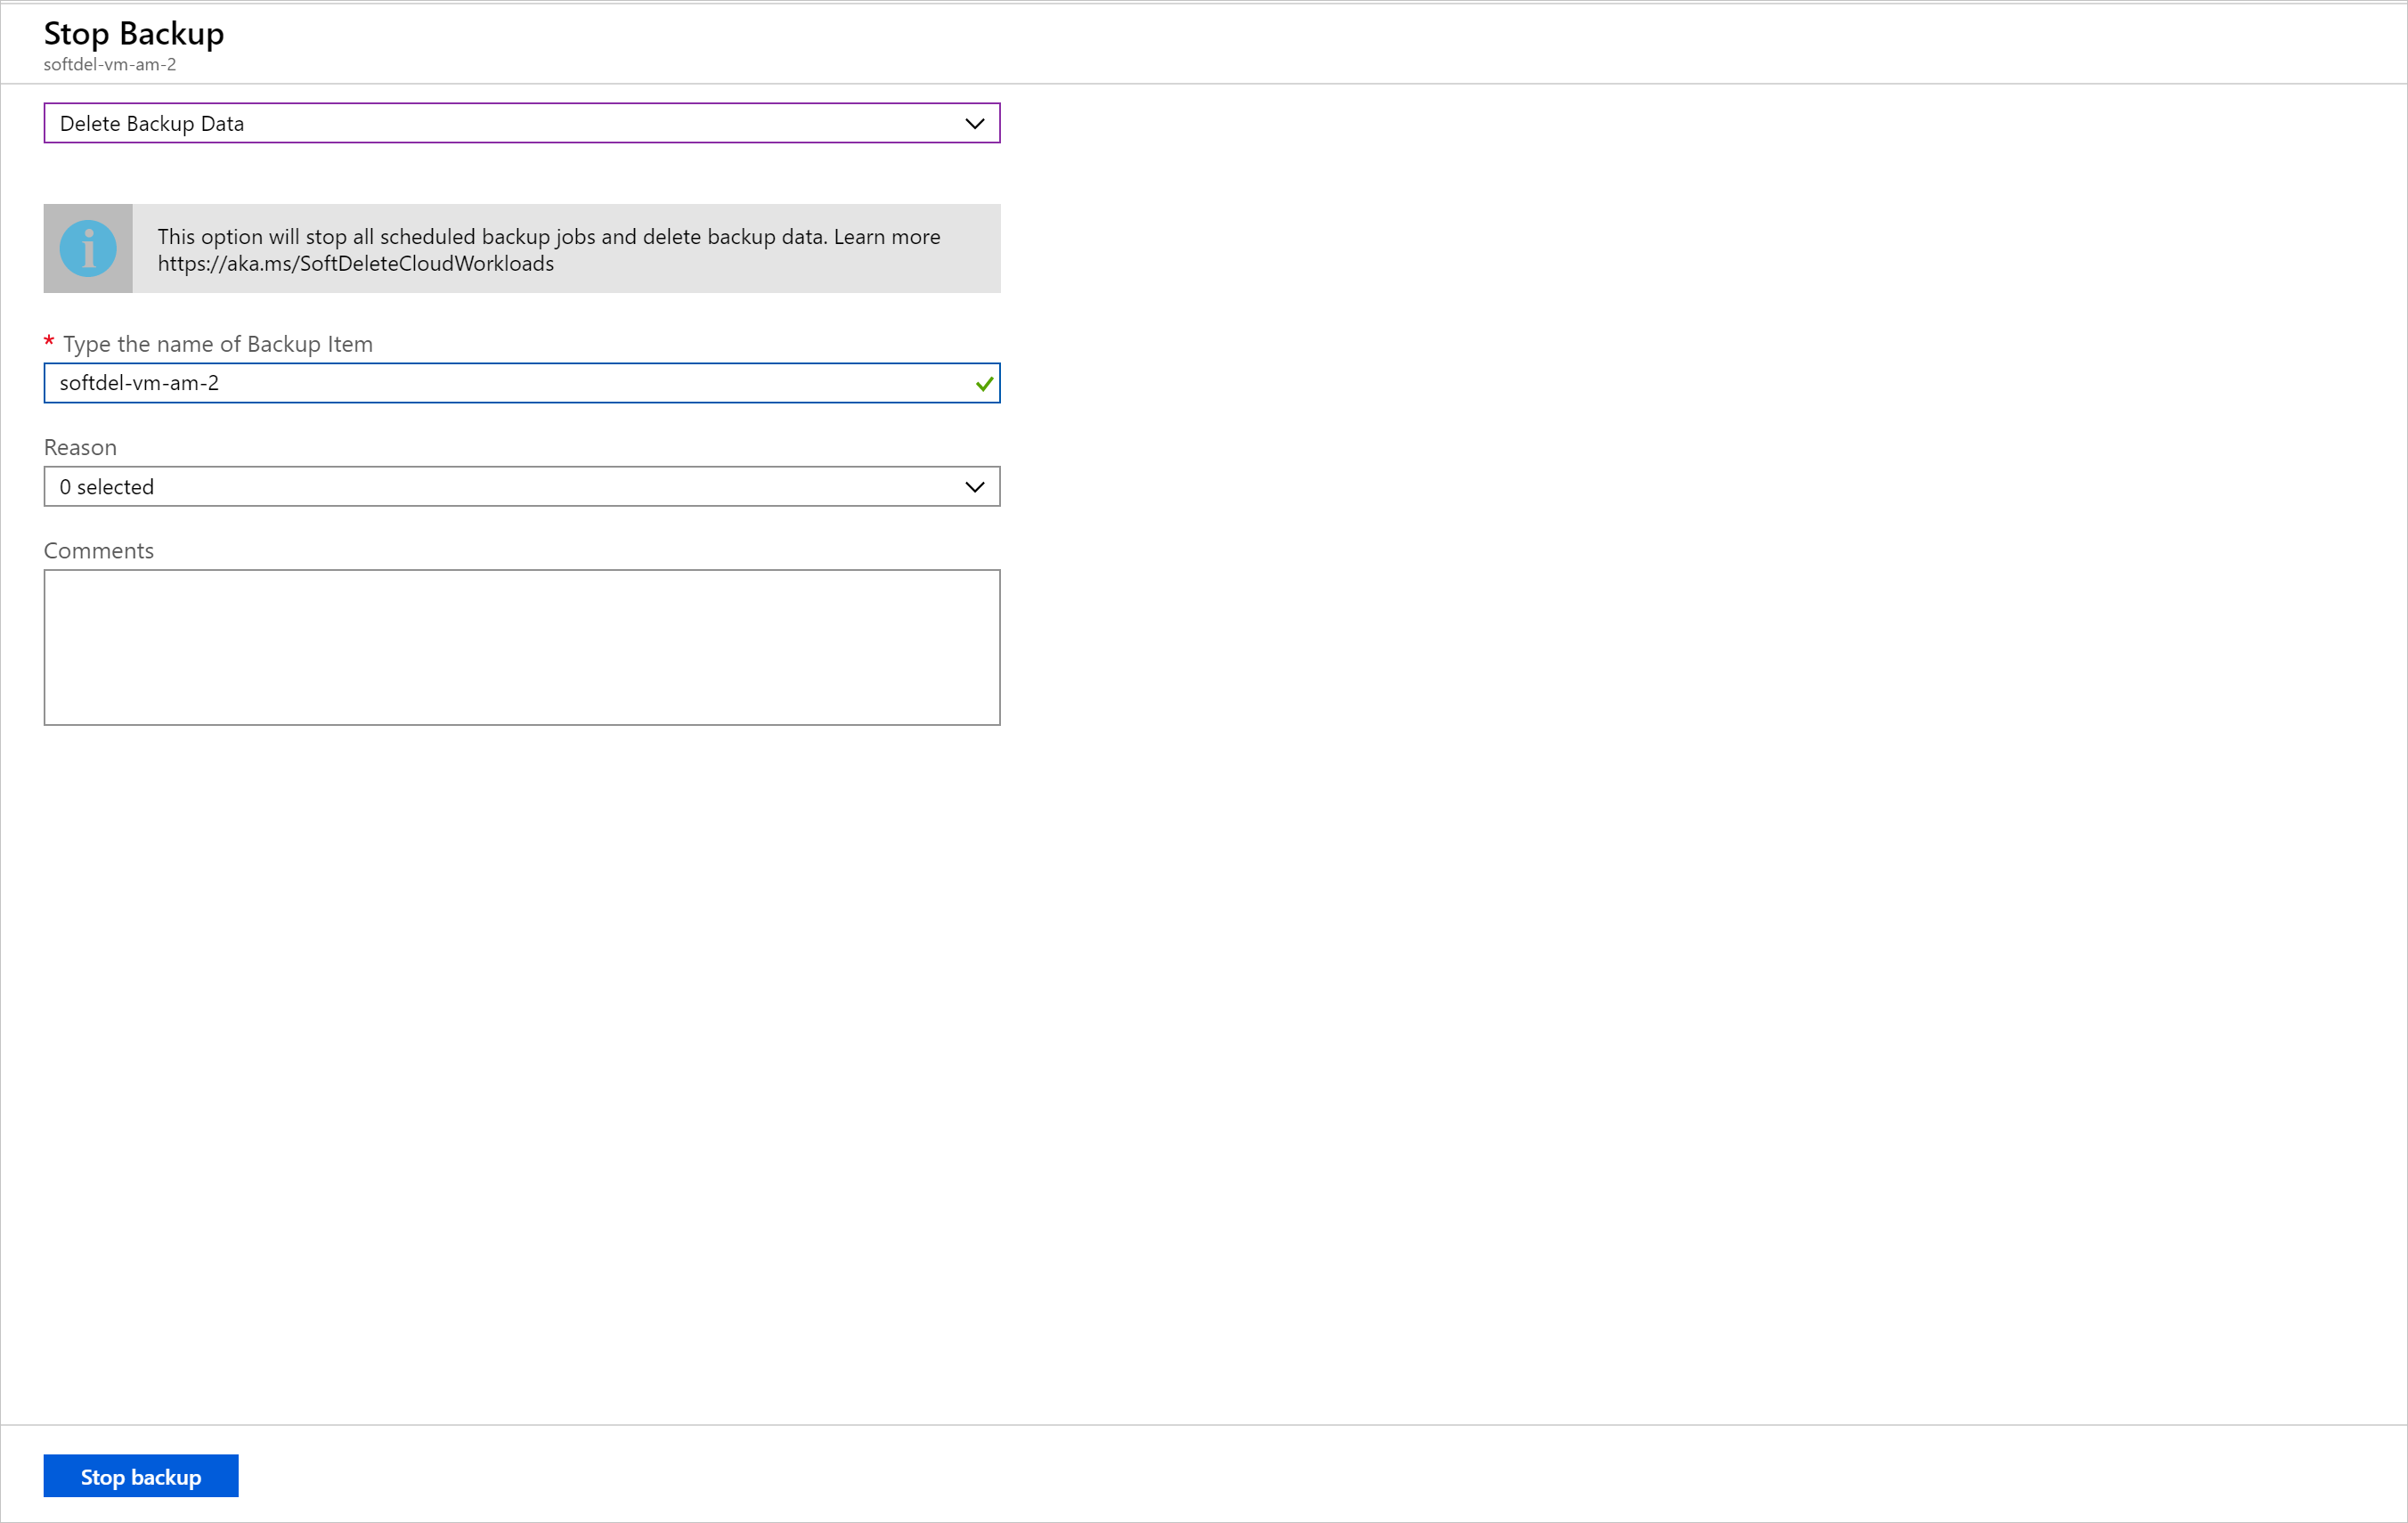 Stop Backup
softdel-vm-am-2
Delete Backup Data
This option will stop all scheduled backup jobs and delete backup data. Learn more
https://aka.ms/SoftDeleteCloudWorkloads
* Type the name of Backup Item
softdel-vm-am-2
Reason
0 selected
Comments
Stop backup